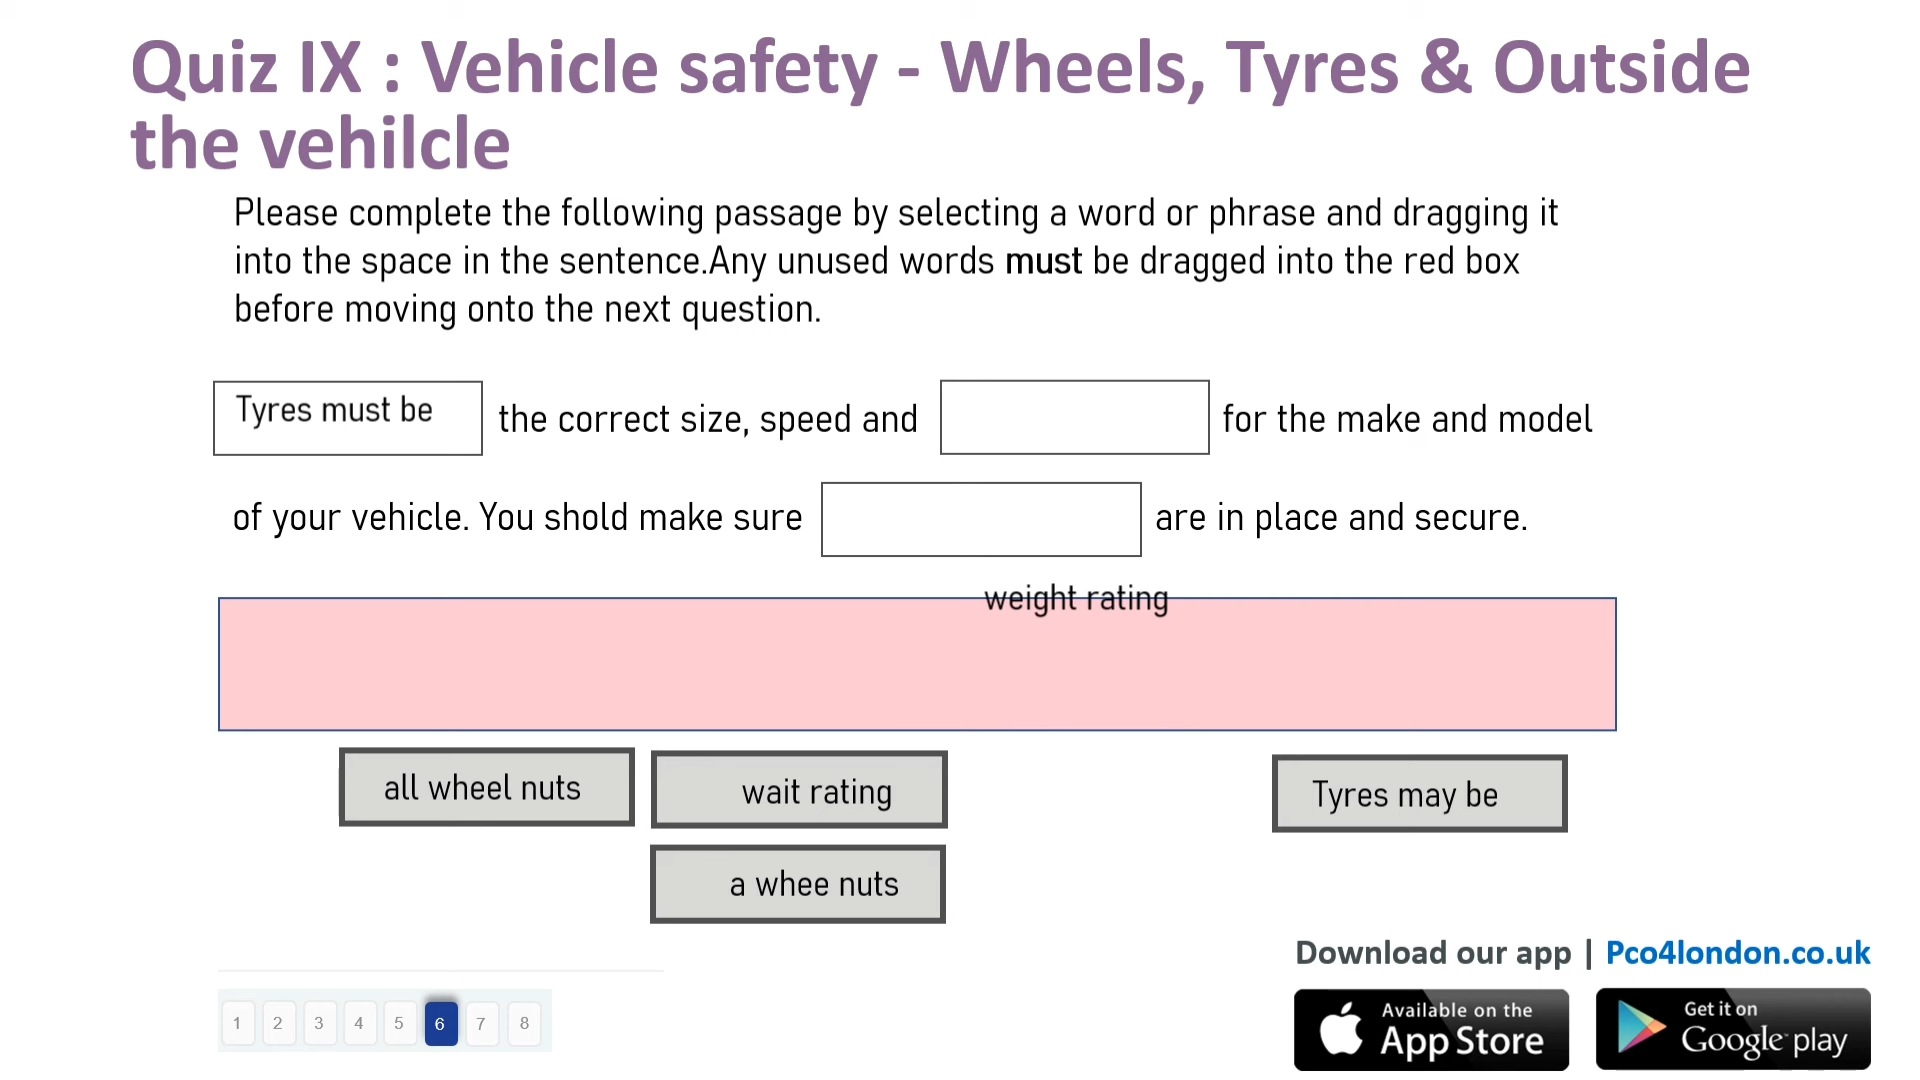 Quiz IX : Vehicle safety - Wheels, Tyres & Outside
the vehilcle
Please complete the following passage by selecting a word or phrase and dragging it
into the space in the sentence.Any unused words must be dragged into the red box
before moving onto the next question.
Tyres must be the correct size, speed and for the make and model
of your vehicle. You shold make sure are in place and secure.
weight rating
all wheel nuts wait rating Tyres may be
a whee nuts
Download our app | Pco4london.co.uk
1 2 3 4 5 6 7 8
Available on the
App Store
Get it on
Google play